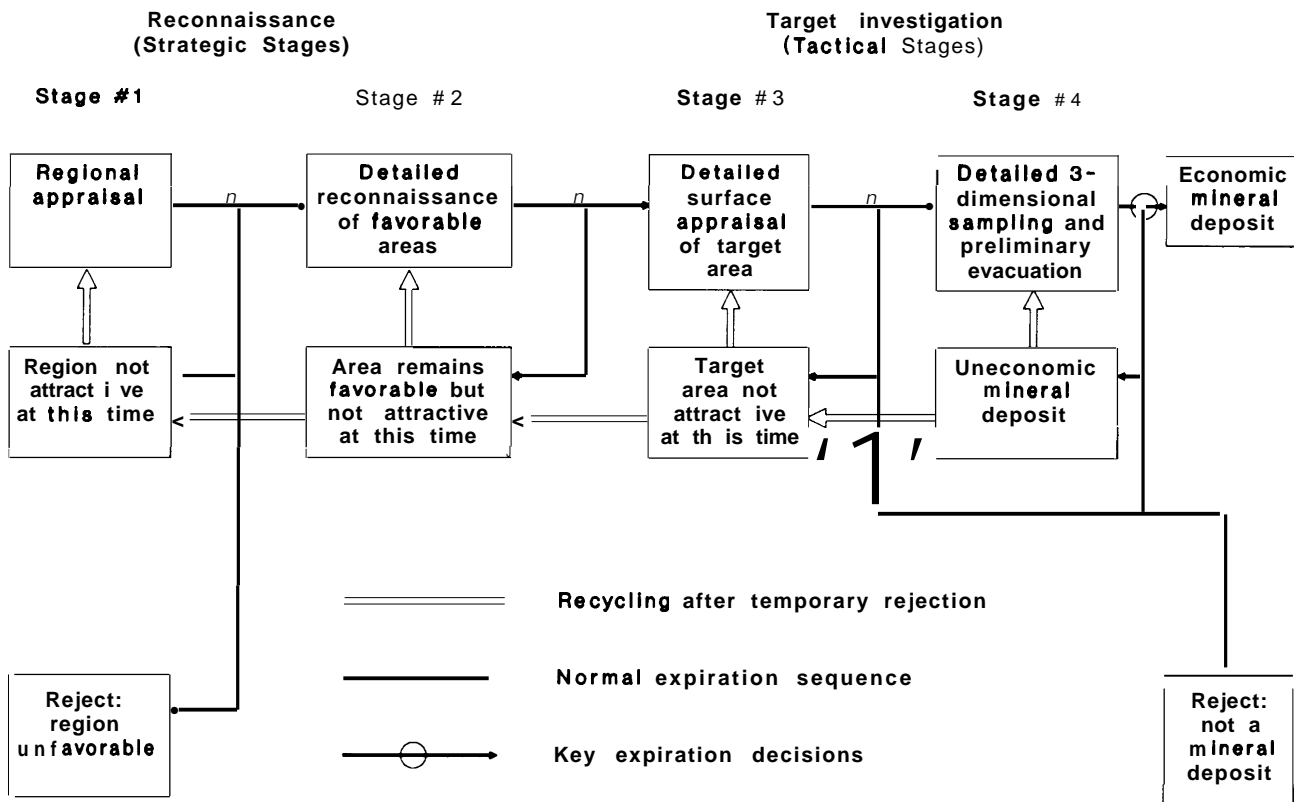 Reconnaissance
(Strategic Stages)
Target investigation
(Tactical Stages)
Stage #1
Stage #2
Stage #3
Stage #4
Regional
appraisal
n
Detailed
reconnaissance
of favorable
areas
n
Detailed
surface
appraisal
of target
area
n
Detailed 3-
dimensional
sampling and
preliminary
evacuation
Economic
mineral
deposit
Region not
attract i ve
at this time
<
Area remains
favorable but
not attractive
at this time
<
Target
area not
attract ive
at th is time
Uneconomic
mineral
deposit
' 1 '
Recycling after temporary rejection
Normal expiration sequence
Key expiration decisions
Reject:
region
unfavorable
Reject:
not a
mineral
deposit